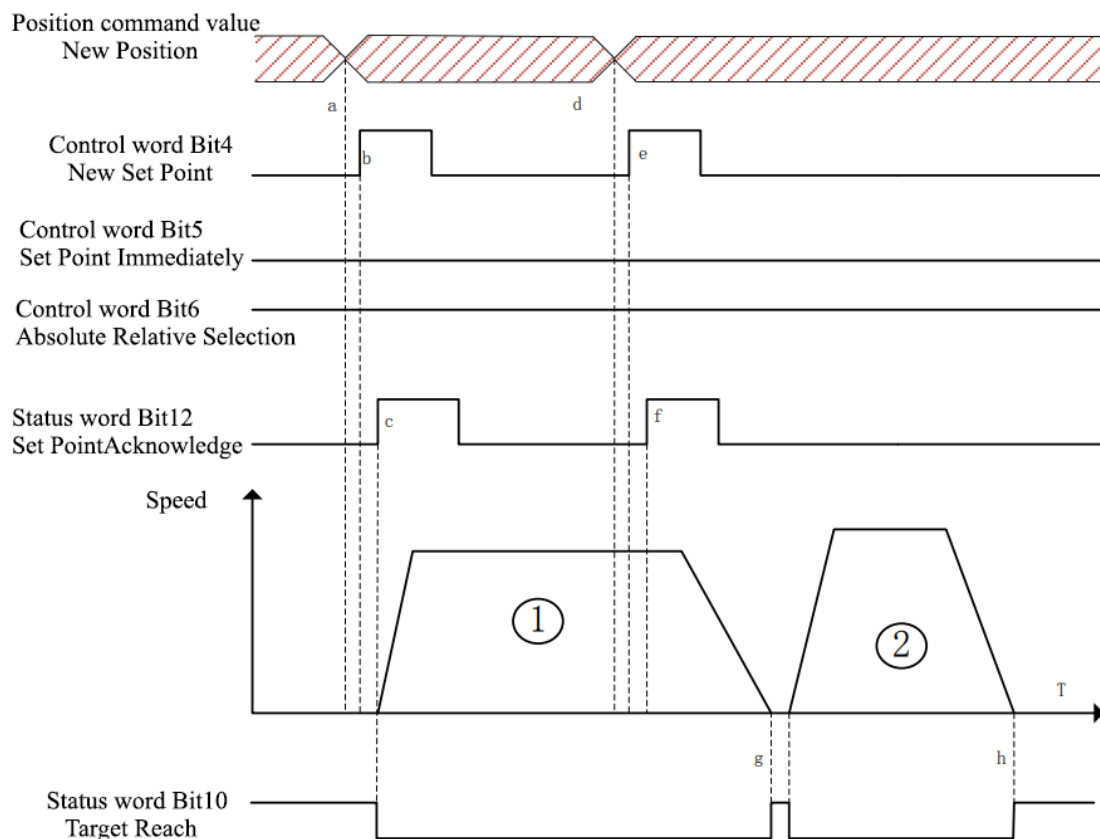 Position command value
New Position
a
d
Control word Bit4
New Set Point
b
e
Control word Bit5
Set Point Immediately
Control word Bit6
Absolute Relative Selection
Status word Bit12
Set PointAcknowledge
c
f
Speed
①
②
T
g
h
Status word Bit10
Target Reach